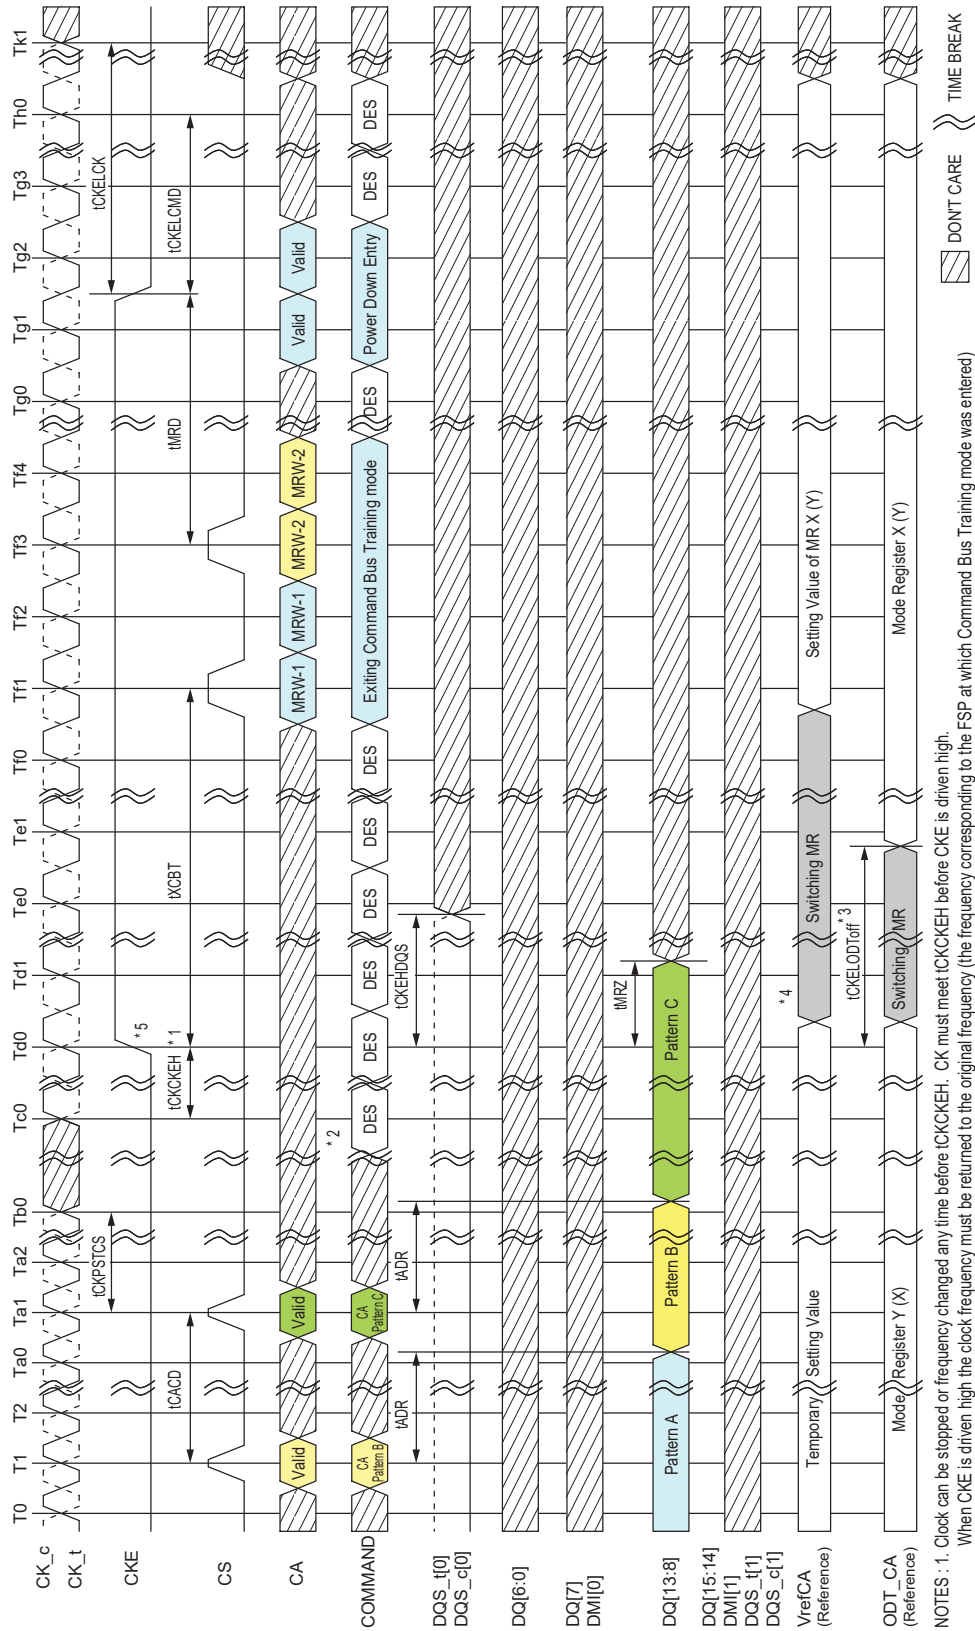 T0 T1 T2 Ta0 Ta1 Ta2 Tb0 Tc0 Td0 Td1 Te0 Te1 Tf0 Tf1 Tf2 Tf3 Tf4 Tg0 Tg1 Tg2 Tg3 Th0 Tk1
CK_c
CK_t
tCKPSTCS tCKELCK
CKE
* 5
tCACD tCKCKEH * 1 tXCBT tMRD tCKELCMD
CS
CA
Valid Valid MRW-1 MRW-1 MRW-2 MRW-2 Valid Valid
* 2
COMMAND
CA Pattern B CA Pattern C DES DES DES DES DES DES Exiting Command Bus Training mode DES Power Down Entry DES DES
tADR tADR tCKEHDQS
DQS_t[0]
DQS_c[0]
DQ[6:0]
DQ[7]
DMI[0]
tMRZ
DQ[13:8]
Pattern A Pattern B Pattern C
DQ[15:14]
DMI[1]
DQS_t[1]
DQS_c[1]
* 4
VrefCA
(Reference)
Temporary Setting Value Switching MR Setting Value of MR X (Y)
tCKELODToff * 3
ODT_CA
(Reference)
Mode Register Y (X) Switching MR Mode Register X (Y)
DON'T CARE TIME BREAK
NOTES : 1. Clock can be stopped or frequency changed any time before tCKCKEH. CK must meet tCKCKEH before CKE is driven high.
When CKE is driven high the clock frequency must be returned to the original frequency (the frequency corresponding to the FSP at which Command Bus Training mode was entered)